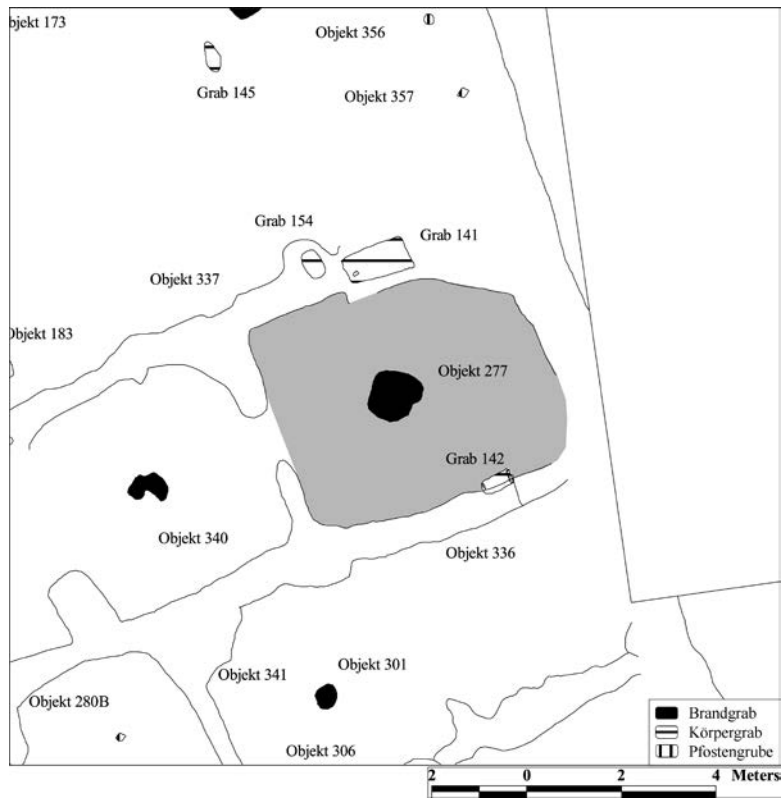 bjekt 173
Objekt 356
Grab 145
Objekt 357
Grab 154
Grab 141
Objekt 337
Objekt 183
Objekt 277
Grab 142
Objekt 340
Objekt 336
Objekt 341
Objekt 301
Objekt 280B
Objekt 306
Brandgrab
Körpergrab
Pfostengrube
2 0 2 4 Meters